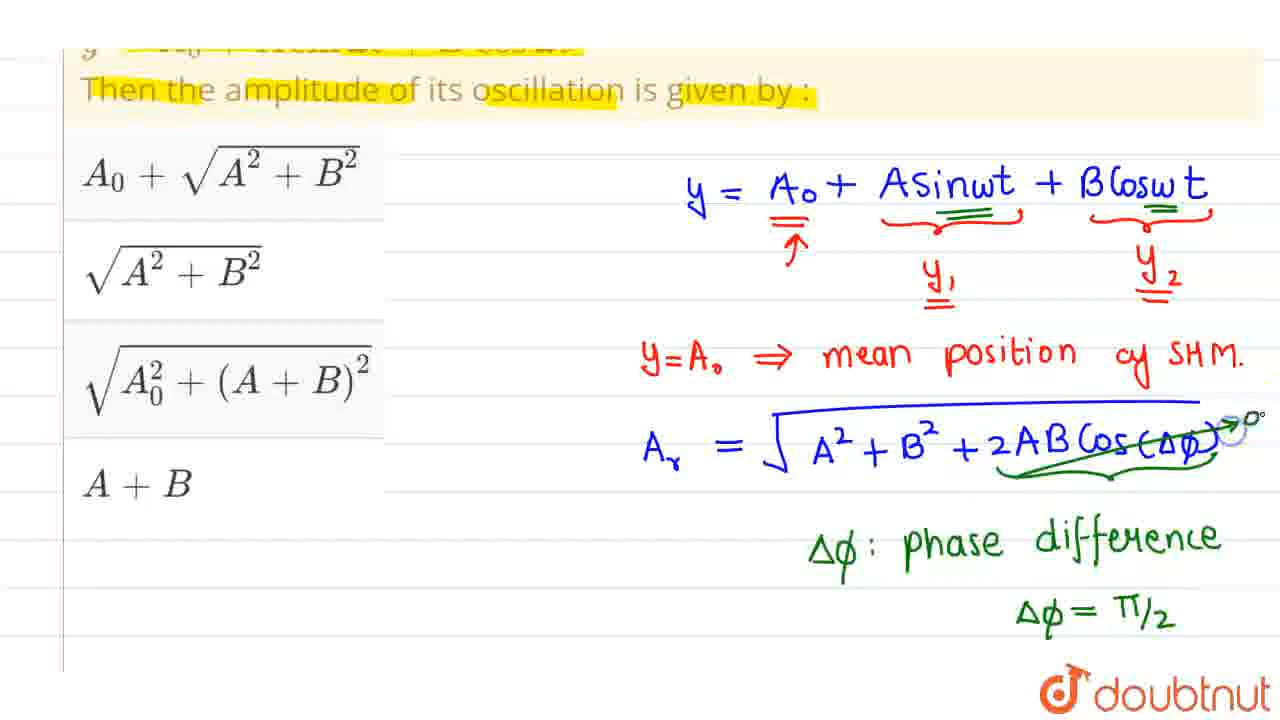 Then the amplitude of its oscillation is given by :
A₀ + √(A² + B²)
√(A² + B²)
√(A₀² + (A + B)²)
A + B
y = A₀ + A Sinωt + B Cosωt
y₁ y₂
y = A₀ ⇒ mean position of SHM.
Aᵣ = √(A² + B² + 2AB Cos(Δφ)) 0
Δφ : phase difference
Δφ = π/2
doubtnut